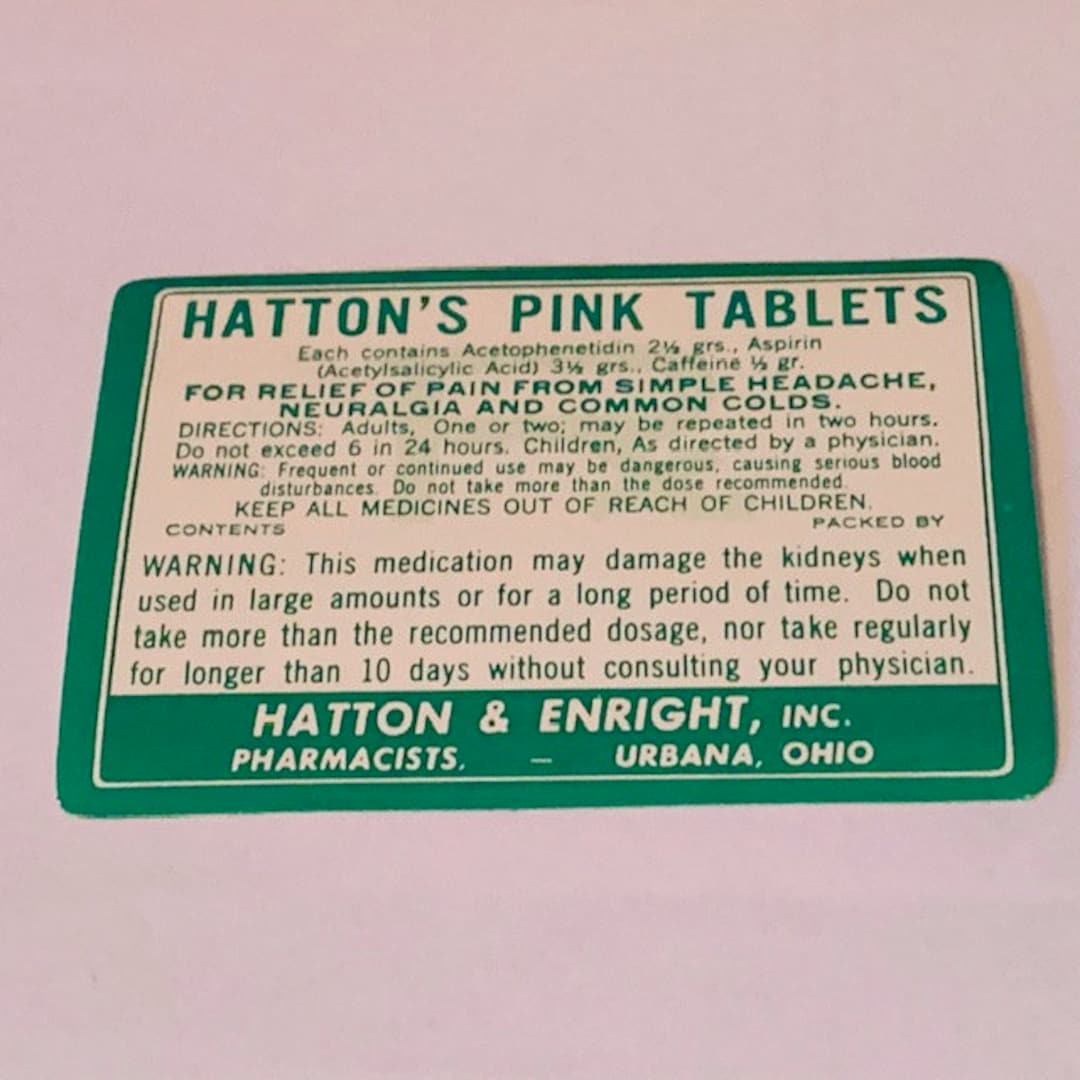 HATTON'S PINK TABLETS
Each contains Acetophenetidin 2½ grs., Aspirin
(Acetylsalicylic Acid) 3½ grs., Caffeine ½ gr.
FOR RELIEF OF PAIN FROM SIMPLE HEADACHE,
NEURALGIA AND COMMON COLDS.
DIRECTIONS: Adults, One or two; may be repeated in two hours.
Do not exceed 6 in 24 hours. Children, As directed by a physician.
WARNING: Frequent or continued use may be dangerous, causing serious blood
disturbances. Do not take more than the dose recommended.
KEEP ALL MEDICINES OUT OF REACH OF CHILDREN.
CONTENTS PACKED BY
WARNING: This medication may damage the kidneys when
used in large amounts or for a long period of time. Do not
take more than the recommended dosage, nor take regularly
for longer than 10 days without consulting your physician.
HATTON & ENRIGHT, INC.
PHARMACISTS, — URBANA, OHIO